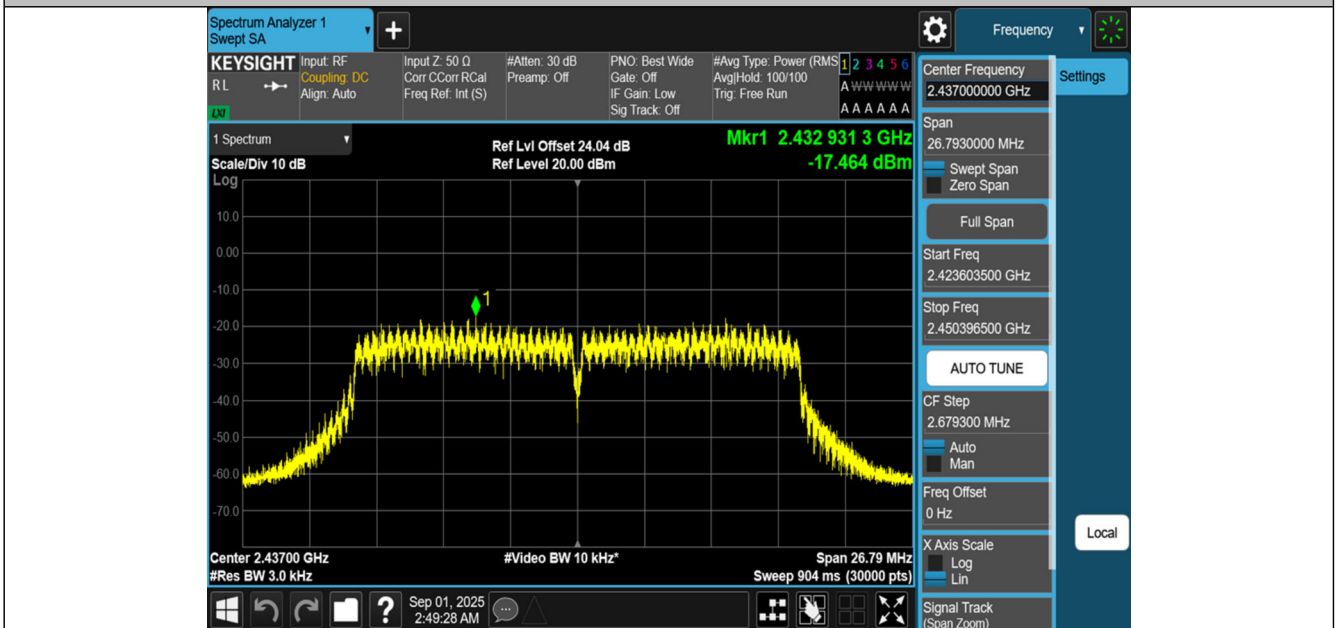 Spectrum Analyzer 1
Swept SA
Frequency
KEYSIGHT
RL
LXI
Input: RF
Coupling: DC
Align: Auto
Input Z: 50 Ω
Corr CCorr RCal
Freq Ref: Int (S)
#Atten: 30 dB
Preamp: Off
PNO: Best Wide
Gate: Off
IF Gain: Low
Sig Track: Off
#Avg Type: Power (RMS
Avg|Hold: 100/100
Trig: Free Run
1 2 3 4 5 6
A W W W W W
A A A A A A
1 Spectrum
Scale/Div 10 dB
Log
Ref Lvl Offset 24.04 dB
Ref Level 20.00 dBm
Mkr1 2.432 931 3 GHz
-17.464 dBm
10.0
0.00
-10.0
-20.0
-30.0
-40.0
-50.0
-60.0
-70.0
1
Center 2.43700 GHz
#Res BW 3.0 kHz
#Video BW 10 kHz*
Span 26.79 MHz
Sweep 904 ms (30000 pts)
Center Frequency
2.437000000 GHz
Span
26.7930000 MHz
Swept Span
Zero Span
Full Span
Start Freq
2.423603500 GHz
Stop Freq
2.450396500 GHz
AUTO TUNE
CF Step
2.679300 MHz
Auto
Man
Freq Offset
0 Hz
X Axis Scale
Log
Lin
Signal Track
(Span Zoom)
Settings
Local
?
Sep 01, 2025
2:49:28 AM